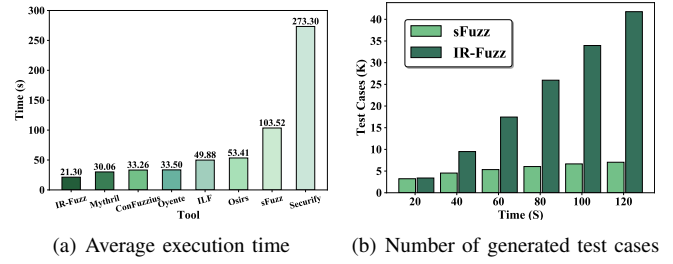 300
250
200
150
100
50
0
Time (s)
21.30
30.06
33.26
33.50
49.88
53.41
103.52
273.30
IR-Fuzz
Mythril
ConFuzzius
Oyente
ILF
Osirs
sFuzz
Securify
Tool
(a) Average execution time
40
35
30
25
20
15
10
5
0
Test Cases (K)
sFuzz
IR-Fuzz
20
40
60
80
100
120
Time (S)
(b) Number of generated test cases